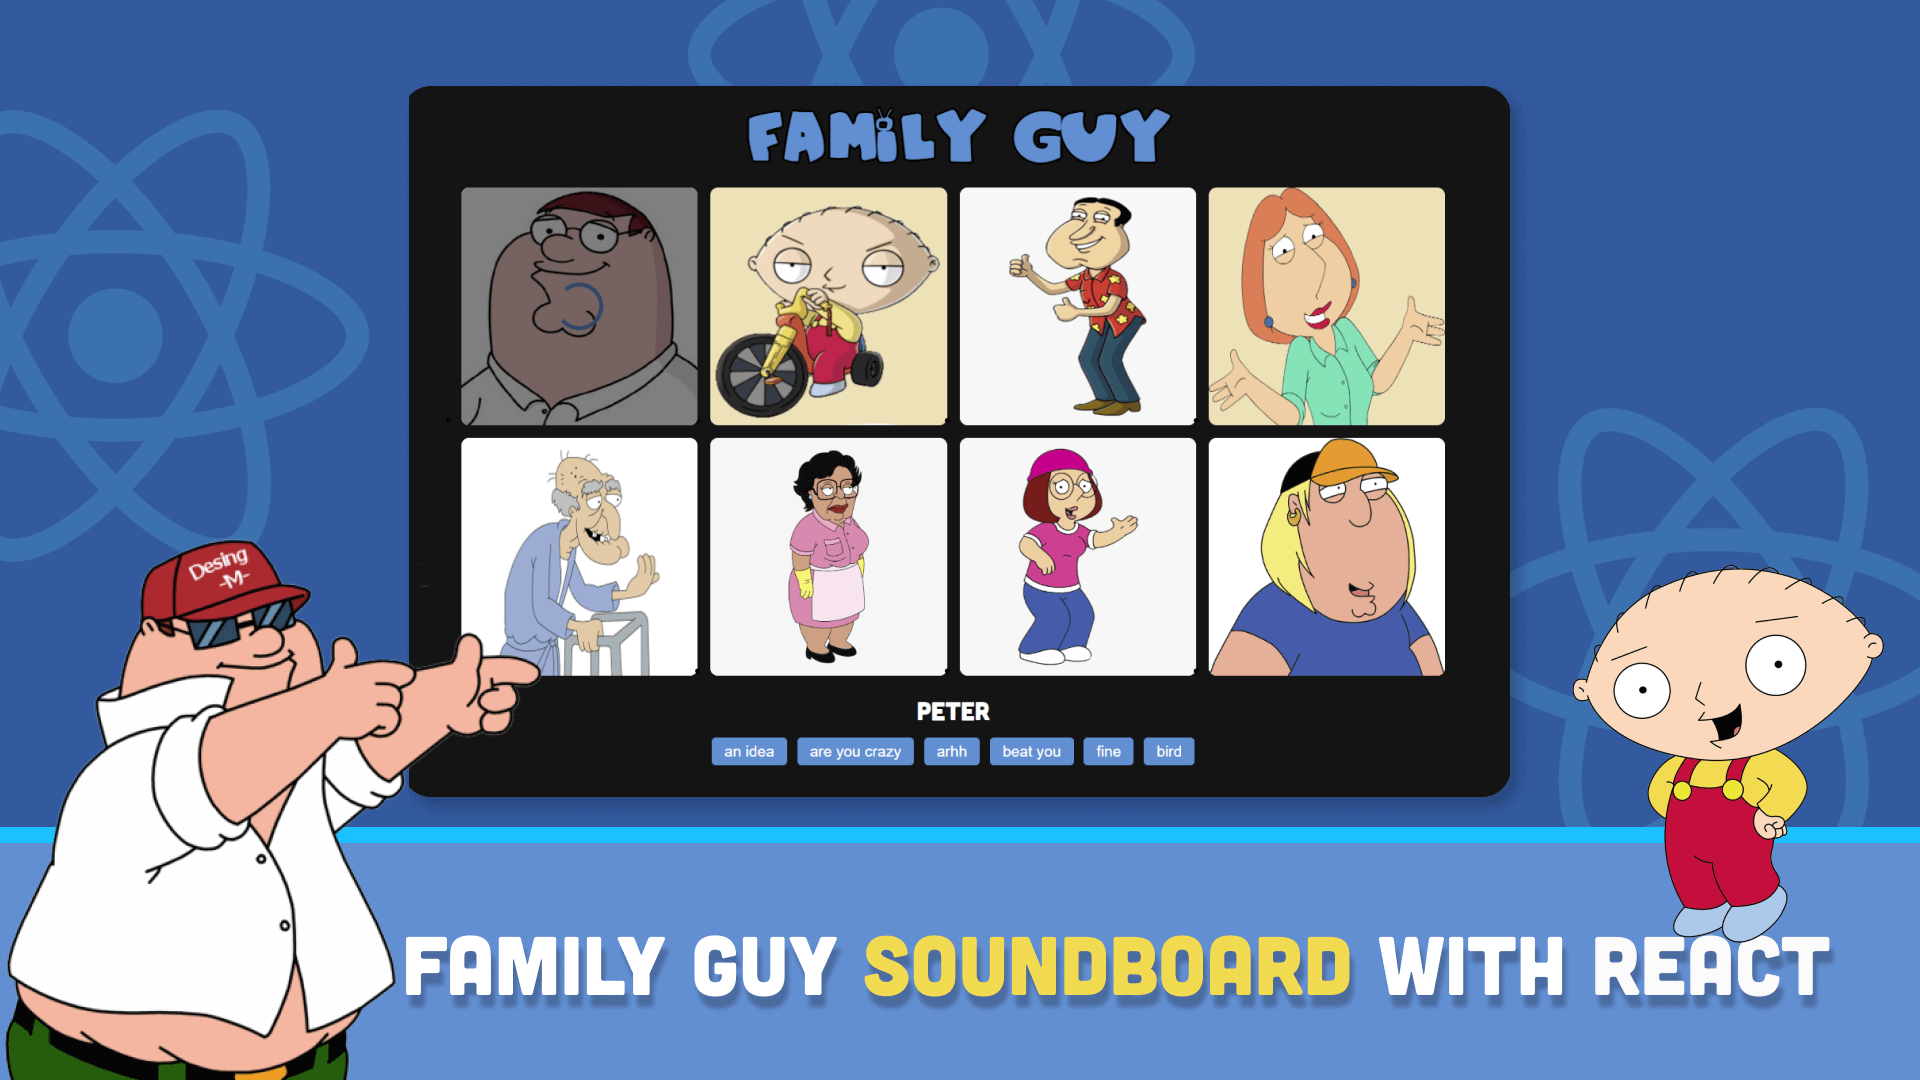 FAMiLY GUY
Desing
-M-
PETER
an idea are you crazy arhh beat you fine bird
FAMILY GUY SOUNDBOARD WITH REACT